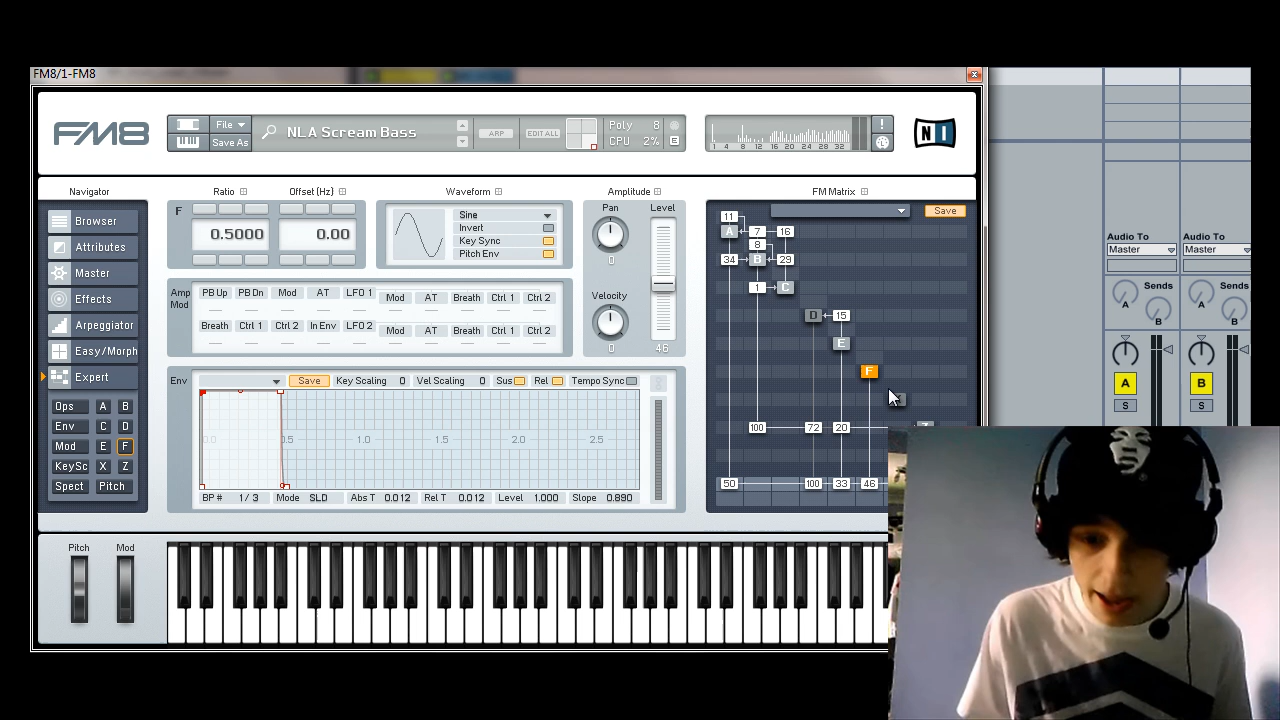 FM8/1-FM8
FM8
File
Save As
NLA Scream Bass
ARP
EDIT ALL
Poly 8
CPU 2%
1 4 8 12 16 20 24 28 32
!
NI
Navigator
Browser
Attributes
Master
Effects
Arpeggiator
Easy/Morph
Expert
Ops A B
Env C D
Mod E F
KeySc X Z
Spect Pitch
Ratio
Offset (Hz)
F
0.5000
0.00
Waveform
Sine
Invert
Key Sync
Pitch Env
Amplitude
Pan
Level
0
Velocity
0
46
Amp
Mod
PB Up PB Dn Mod AT LFO 1 Mod AT Breath Ctrl 1 Ctrl 2
Breath Ctrl 1 Ctrl 2 In Env LFO 2 Mod AT Breath Ctrl 1 Ctrl 2
Env
Save
Key Scaling 0
Vel Scaling 0
Sus
Rel
Tempo Sync
0.0 0.5 1.0 1.5 2.0 2.5
BP # 1 / 3 Mode SLD Abs T 0.012 Rel T 0.012 Level 1.000 Slope 0.890
FM Matrix
Save
11
A 7 16
8
34 B 29
1 C
D 15
E
F
100 72 20
50 100 33 46
Pitch
Mod
Audio To
Master
Sends
A
B
A
S
Audio To
Master
Sends
A
B
B
S